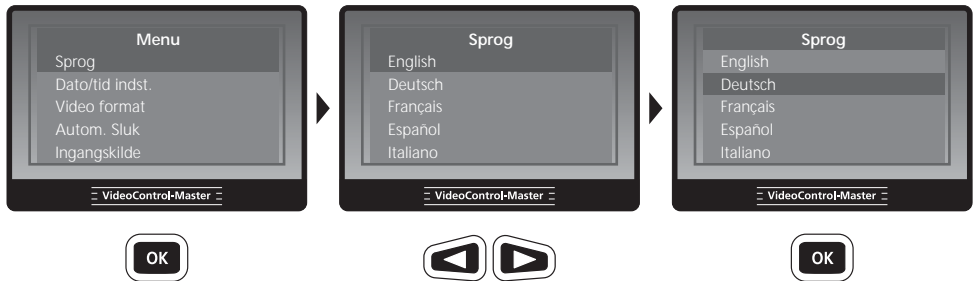 Menu
Sprog
Dato/tid indst.
Video format
Autom. Sluk
Ingangskilde
VideoControl-Master
OK
Sprog
English
Deutsch
Français
Español
Italiano
VideoControl-Master
Sprog
English
Deutsch
Français
Español
Italiano
VideoControl-Master
OK